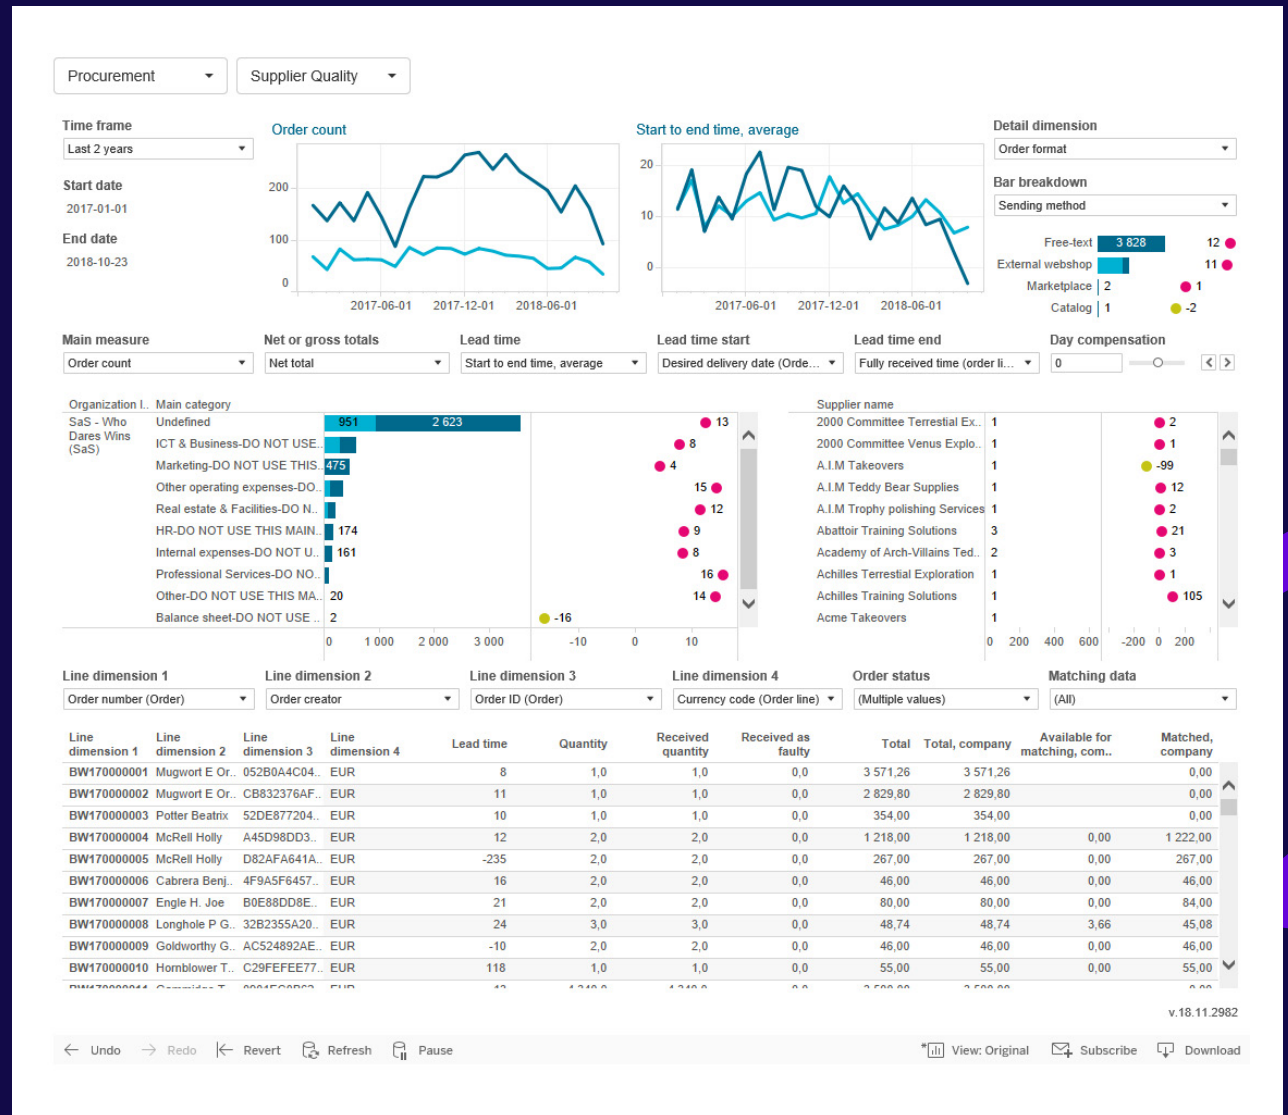 Procurement
Supplier Quality
Time frame
Last 2 years
Start date
2017-01-01
End date
2018-10-23
Order count
200
100
0
2017-06-01 2017-12-01 2018-06-01
Start to end time, average
20
10
0
2017-06-01 2017-12-01 2018-06-01
Detail dimension
Order format
Bar breakdown
Sending method
Free-text 3 828 12
External webshop 11
Marketplace 2 1
Catalog 1 -2
Main measure Net or gross totals Lead time Lead time start Lead time end Day compensation
Order count Net total Start to end time, average Desired delivery date (Orde... Fully received time (order li... 0
Organization l.. Main category
SaS - Who Dares Wins (SaS)
Undefined 951 2 623 13
ICT & Business-DO NOT USE.. 8
Marketing-DO NOT USE THIS.. 475 4
Other operating expenses-DO.. 15
Real estate & Facilities-DO N.. 12
HR-DO NOT USE THIS MAIN.. 174 9
Internal expenses-DO NOT U.. 161 8
Professional Services-DO NO.. 16
Other-DO NOT USE THIS MA.. 20 14
Balance sheet-DO NOT USE .. 2 -16
0 1 000 2 000 3 000 -10 0 10
Supplier name
2000 Committee Terrestial Ex.. 1 2
2000 Committee Venus Explo.. 1 1
A.I.M Takeovers 1 -99
A.I.M Teddy Bear Supplies 1 12
A.I.M Trophy polishing Services 1 2
Abattoir Training Solutions 3 21
Academy of Arch-Villains Ted.. 2 3
Achilles Terrestial Exploration 1 1
Achilles Training Solutions 1 105
Acme Takeovers 1
0 200 400 600 -200 0 200
Line dimension 1 Line dimension 2 Line dimension 3 Line dimension 4 Order status Matching data
Order number (Order) Order creator Order ID (Order) Currency code (Order line) (Multiple values) (All)
Line dimension 1 Line dimension 2 Line dimension 3 Line dimension 4 Lead time Quantity Received quantity Received as faulty Total Total, company Available for matching, com.. Matched, company
BW170000001 Mugwort E Or.. 052B0A4C04.. EUR 8 1,0 1,0 0,0 3 571,26 3 571,26 0,00
BW170000002 Mugwort E Or.. CB832376AF.. EUR 11 1,0 1,0 0,0 2 829,80 2 829,80 0,00
BW170000003 Potter Beatrix 52DE877204.. EUR 10 1,0 1,0 0,0 354,00 354,00 0,00
BW170000004 McRell Holly A45D98DD3.. EUR 12 2,0 2,0 0,0 1 218,00 1 218,00 0,00 1 222,00
BW170000005 McRell Holly D82AFA641A.. EUR -235 2,0 2,0 0,0 267,00 267,00 0,00 267,00
BW170000006 Cabrera Benj.. 4F9A5F6457.. EUR 16 2,0 2,0 0,0 46,00 46,00 0,00 46,00
BW170000007 Engle H. Joe B0E88DD8E.. EUR 21 2,0 2,0 0,0 80,00 80,00 0,00 84,00
BW170000008 Longhole P G.. 32B2355A20.. EUR 24 3,0 3,0 0,0 48,74 48,74 3,66 45,08
BW170000009 Goldworthy G.. AC524892AE.. EUR -10 2,0 2,0 0,0 46,00 46,00 0,00 46,00
BW170000010 Hornblower T.. C29FEFEE77.. EUR 118 1,0 1,0 0,0 55,00 55,00 0,00 55,00
v.18.11.2982
Undo Redo Revert Refresh Pause View: Original Subscribe Download